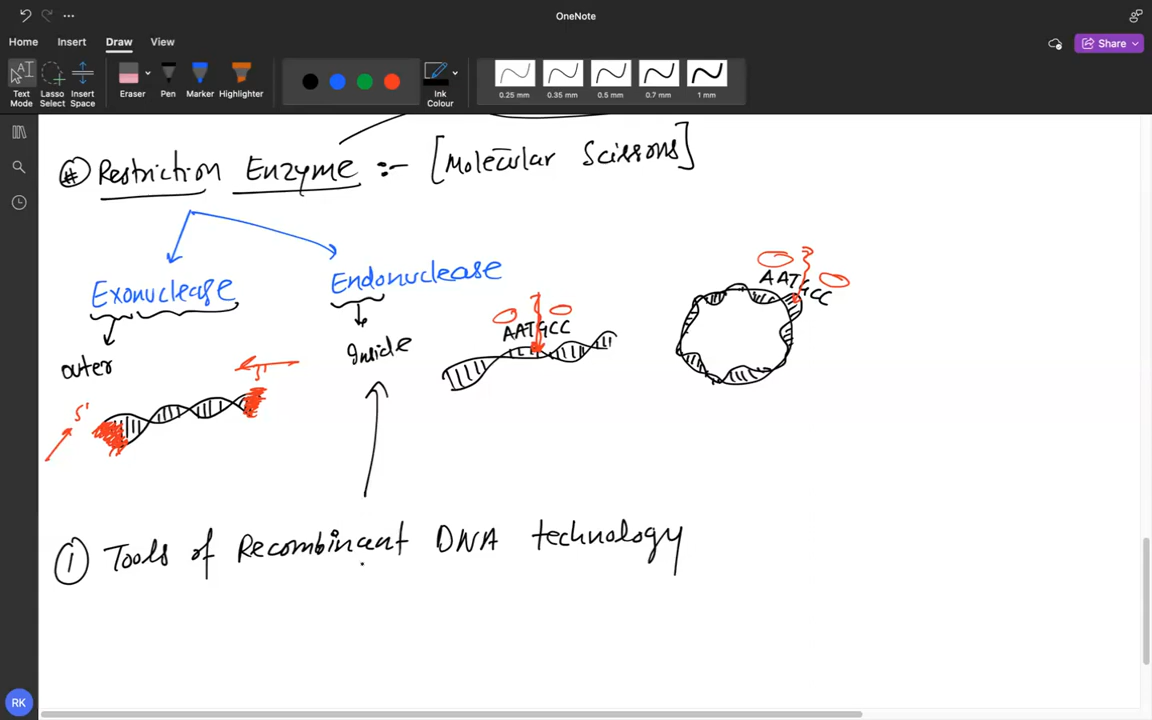 OneNote
Home Insert Draw View
Share
Text Mode
Lasso Select
Insert Space
Eraser
Pen
Marker
Highlighter
Ink Colour
0.25 mm
0.35 mm
0.5 mm
0.7 mm
1 mm
# Restriction Enzyme :- [Molecular Scissons]
Exonuclease
Endonuclease
outer
Inside
5'
3'
AATGCC
AATGCC
① Tools of Recombinant DNA technology
RK